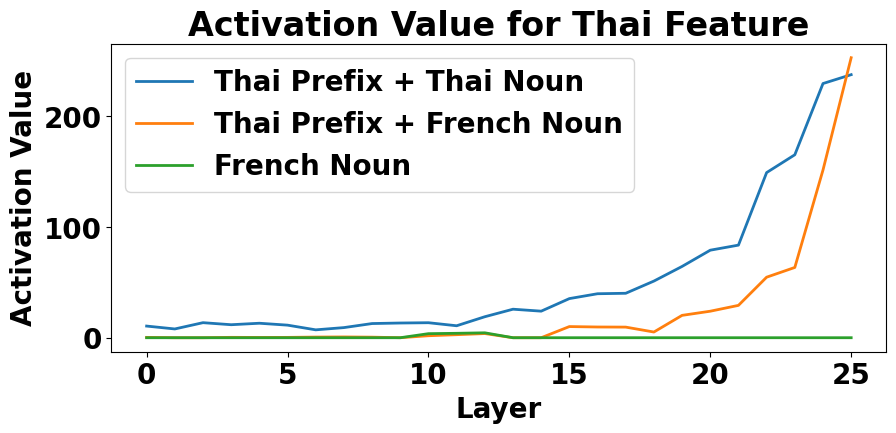 Activation Value for Thai Feature
Thai Prefix + Thai Noun
Thai Prefix + French Noun
French Noun
Activation Value
200
100
0
0 5 10 15 20 25
Layer